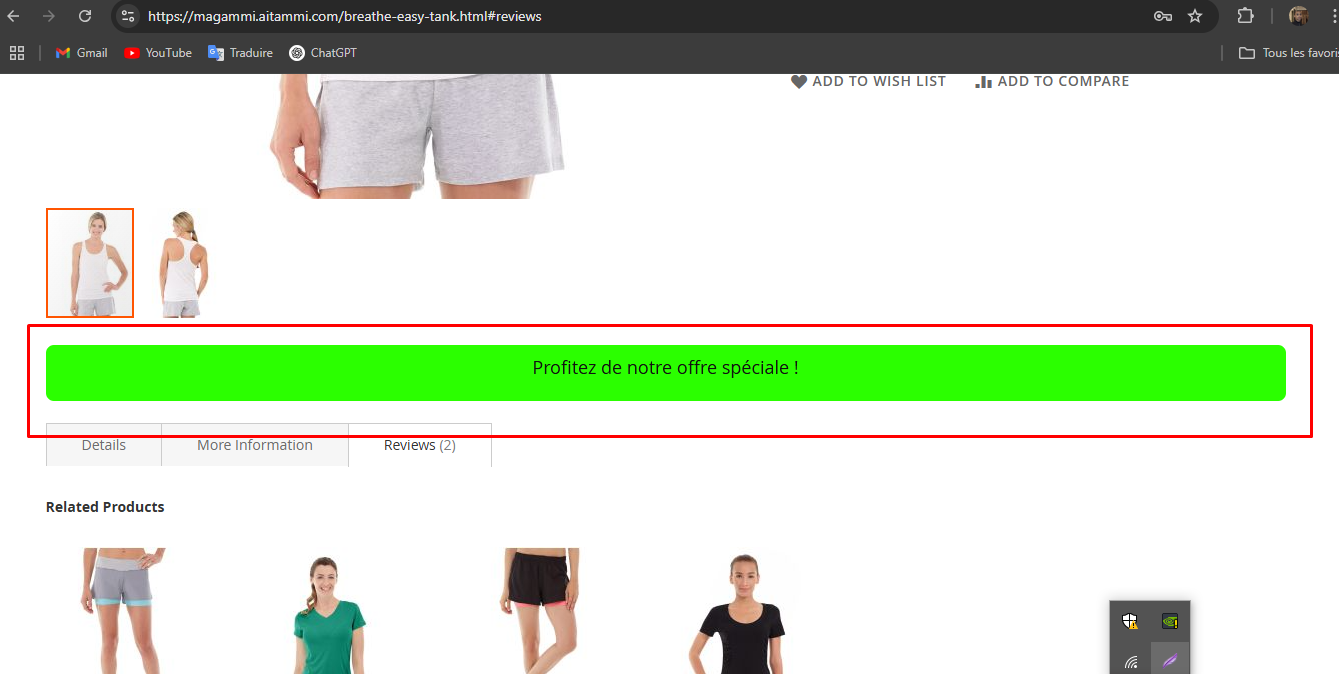 https://magammi.aitammi.com/breathe-easy-tank.html#reviews
Gmail YouTube Traduire ChatGPT Tous les favoris
ADD TO WISH LIST ADD TO COMPARE
Profitez de notre offre spéciale !
Details More Information Reviews (2)
Related Products